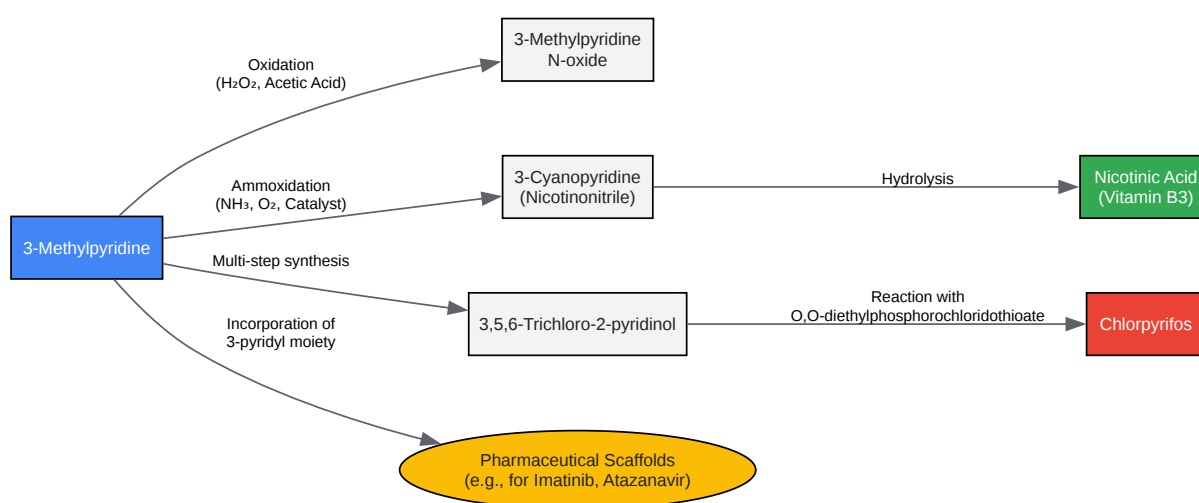 3-Methylpyridine
N-oxide
Oxidation
(H₂O₂, Acetic Acid)
Ammoxidation
(NH₃, O₂, Catalyst)
3-Cyanopyridine
(Nicotinonitrile)
Hydrolysis
Nicotinic Acid
(Vitamin B3)
3-Methylpyridine
Multi-step synthesis
3,5,6-Trichloro-2-pyridinol
Reaction with
O,O-diethylphosphorochloridothioate
Chlorpyrifos
Incorporation of
3-pyridyl moiety
Pharmaceutical Scaffolds
(e.g., for Imatinib, Atazanavir)